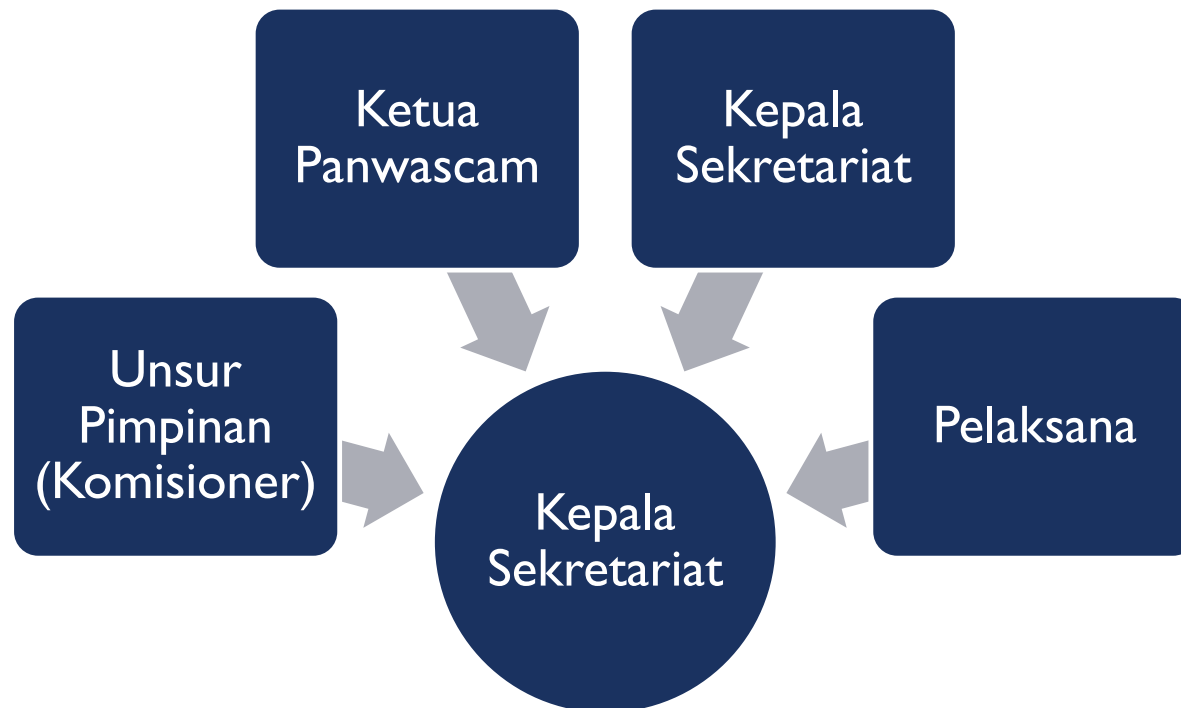 Ketua
Panwascam
Kepala
Sekretariat
Unsur
Pimpinan
(Komisioner)
Pelaksana
Kepala
Sekretariat